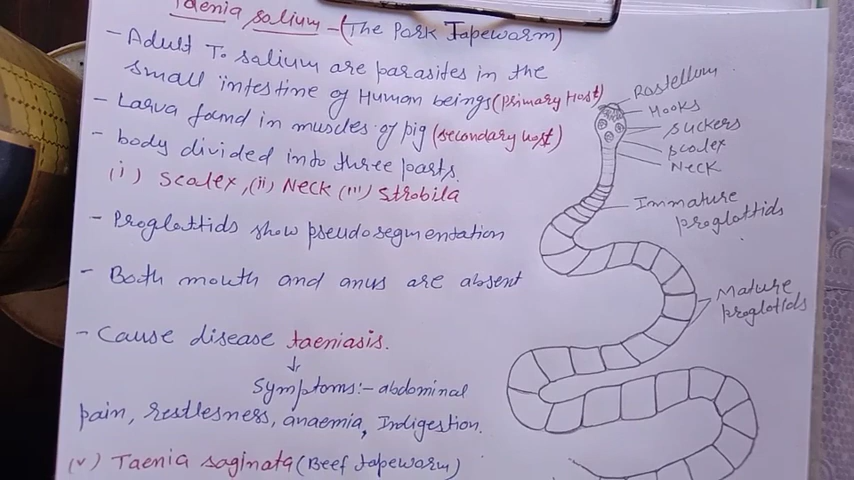 Taenia solium - (The Pork Tapeworm)
- Adult T. solium are parasites in the
small intestine of Human beings (Primary Host)
- Larva found in muscles of pig (secondary host)
- body divided into three parts.
(i) Scolex, (ii) Neck (iii) Strobila
- Proglottids show pseudosegmentation
- Both mouth and anus are absent
- Cause disease taeniasis.
↓
Symptoms:- abdominal
pain, restlesness, anaemia, Indigestion.
(v) Taenia saginata (Beef tapeworm)
Rostellum
Hooks
suckers
scolex
Neck
Immature
proglottids
Mature
proglotids